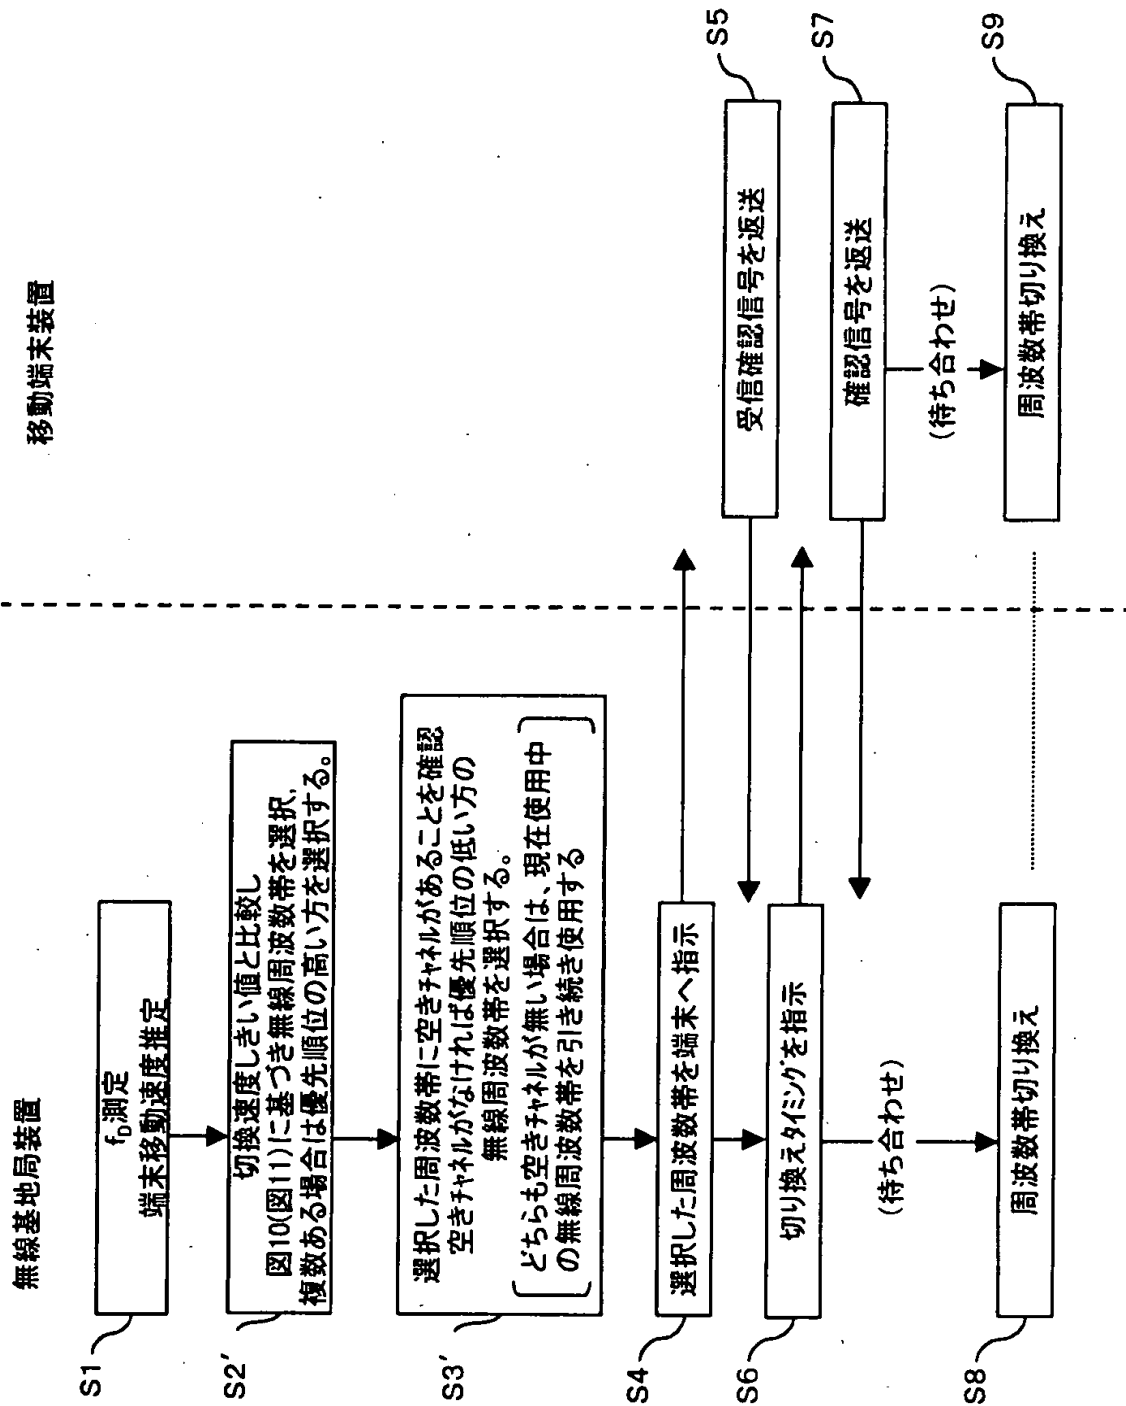 無線基地局装置
移動端末装置
S1
fD測定
端末移動速度推定
S2'
切換速度しきい値と比較し
図10(図11)に基づき無線周波数帯を選択,
複数ある場合は優先順位の高い方を選択する。
S3'
選択した周波数帯に空きチャネルがあることを確認
空きチャネルがなければ優先順位の低い方の
無線周波数帯を選択する。
どちらも空きチャネルが無い場合は、現在使用中
の無線周波数帯を引き続き使用する
S4
選択した周波数帯を端末へ指示
受信確認信号を返送
S5
S6
切り換えタイミングを指示
確認信号を返送
S7
(待ち合わせ)
(待ち合わせ)
S8
周波数帯切り換え
周波数帯切り換え
S9